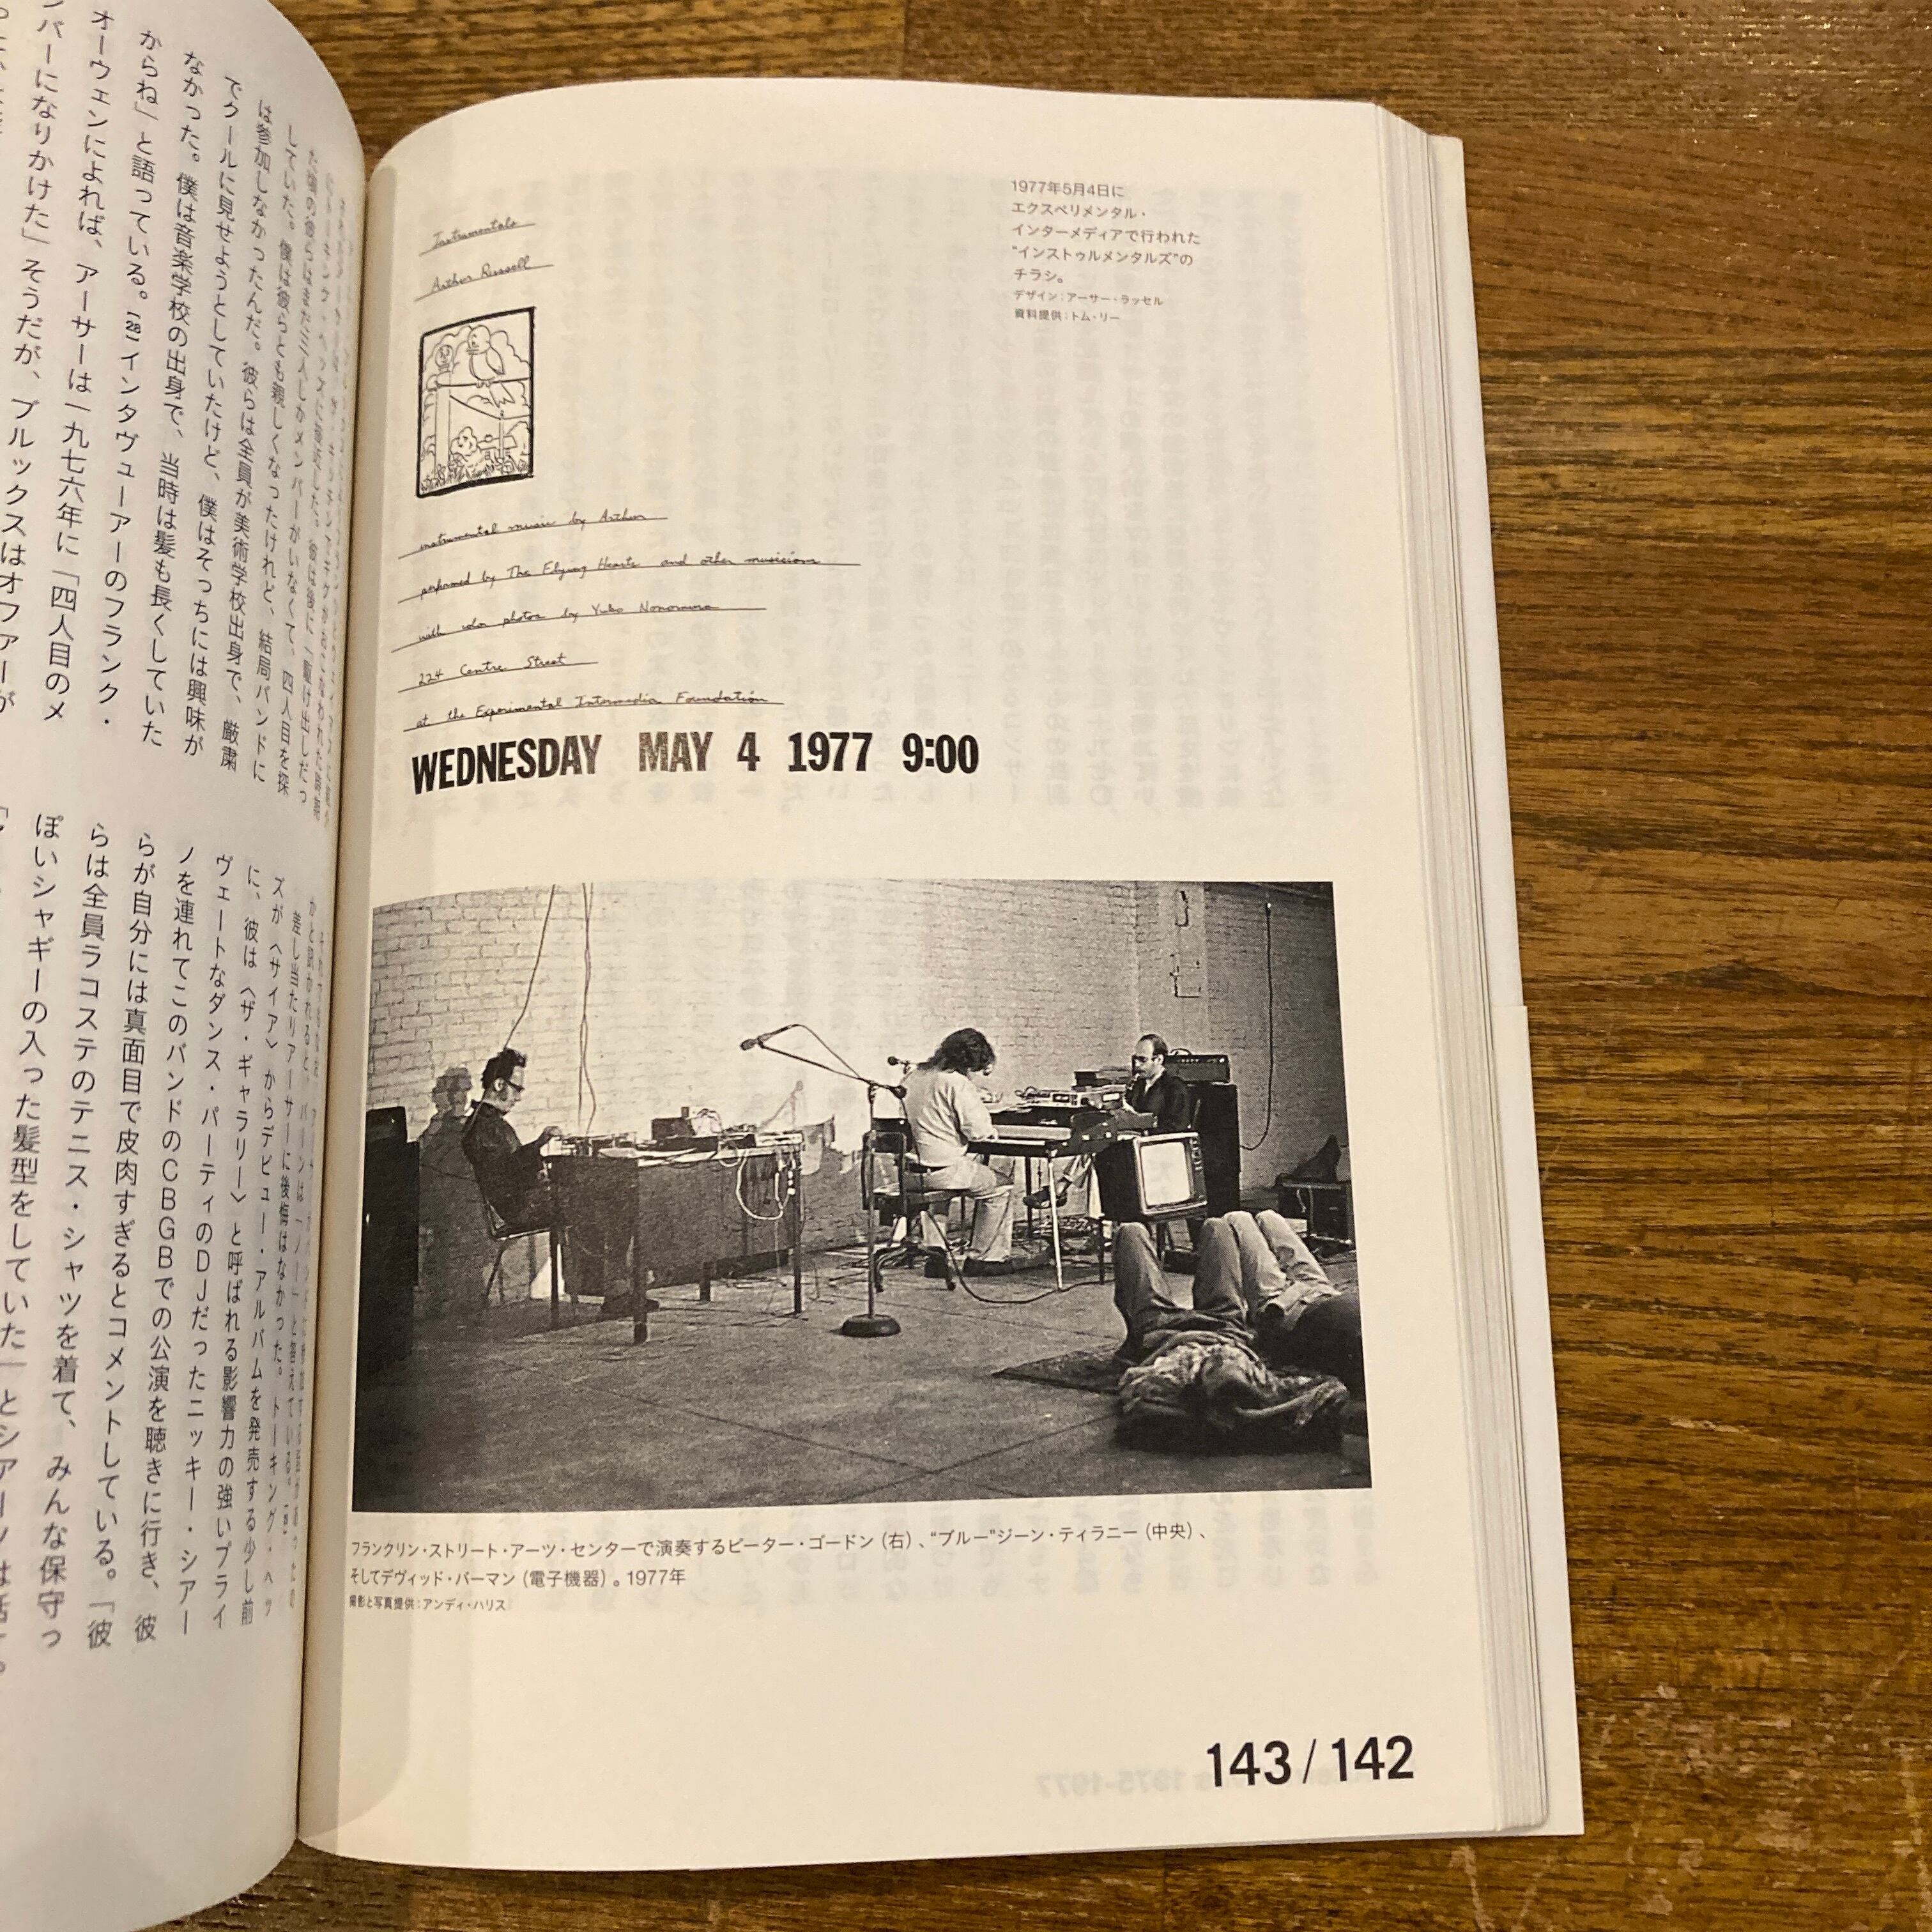 1977年5月4日に
エクスペリメンタル・
インターメディアで行われた
“インストゥルメンタルズ”の
チラシ。
デザイン：アーサー・ラッセル
資料提供：トム・リー
Instrumentals
Arthur Russell
instrumental music by Arthur
performed by The Flying Hearts and other musicians
with color photos by Yuko Nonomura
224 Centre Street
at the Experimental Intermedia Foundation
WEDNESDAY MAY 4 1977 9:00
フランクリン・ストリート・アーツ・センターで演奏するピーター・ゴードン（右）、“ブルー”ジーン・ティラニー（中央）、
そしてデヴィッド・バーマン（電子機器）。1977年
撮影と写真提供：アンディ・ハリス
143 / 142
していた。僕は彼らとも親しくなったけれど、結局バンドに
は参加しなかったんだ。彼らは全員が美術学校出身で、厳粛
でクールに見せようとしていたけど、僕はそっちには興味が
なかった。僕は音楽学校の出身で、当時は髪も長くしていた
からね」と語っている。[128] インタヴューアーのフランク・
オーウェンによれば、アーサーは一九七六年に「四人目のメ
ンバーになりかけた」そうだが、ブルックスはオファーが
ズが〈サイア〉からデビュー・アルバムを発売する少し前
に、彼は〈ザ・ギャラリー〉と呼ばれる影響力の強いプライ
ヴェートなダンス・パーティのDJだったニッキー・シアー
ノを連れてこのバンドのCBGBでの公演を聴きに行き、彼
らが自分には真面目で皮肉すぎるとコメントしている。「彼
らは全員ラコステのテニス・シャツを着て、みんな保守っ
ぽいシャギーの入った髪型をしていた」とシアーノは話す。